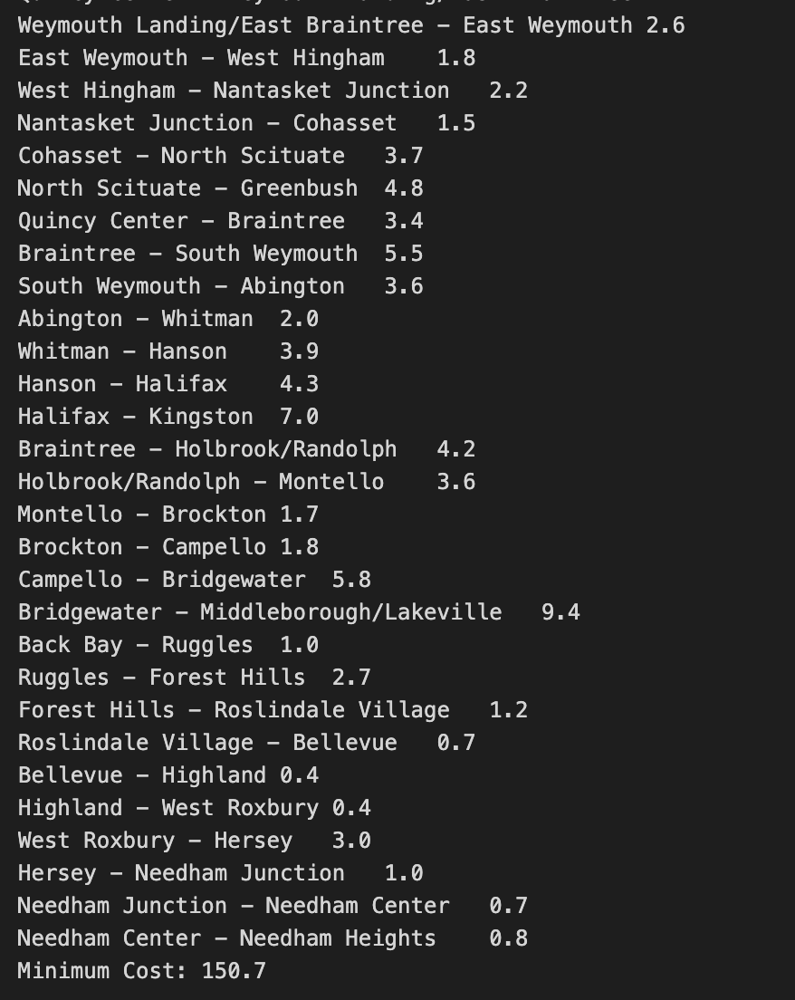 Weymouth Landing/East Braintree – East Weymouth 2.6
East Weymouth – West Hingham 1.8
West Hingham – Nantasket Junction 2.2
Nantasket Junction – Cohasset 1.5
Cohasset – North Scituate 3.7
North Scituate – Greenbush 4.8
Quincy Center – Braintree 3.4
Braintree – South Weymouth 5.5
South Weymouth – Abington 3.6
Abington – Whitman 2.0
Whitman – Hanson 3.9
Hanson – Halifax 4.3
Halifax – Kingston 7.0
Braintree – Holbrook/Randolph 4.2
Holbrook/Randolph – Montello 3.6
Montello – Brockton 1.7
Brockton – Campello 1.8
Campello – Bridgewater 5.8
Bridgewater – Middleborough/Lakeville 9.4
Back Bay – Ruggles 1.0
Ruggles – Forest Hills 2.7
Forest Hills – Roslindale Village 1.2
Roslindale Village – Bellevue 0.7
Bellevue – Highland 0.4
Highland – West Roxbury 0.4
West Roxbury – Hersey 3.0
Hersey – Needham Junction 1.0
Needham Junction – Needham Center 0.7
Needham Center – Needham Heights 0.8
Minimum Cost: 150.7